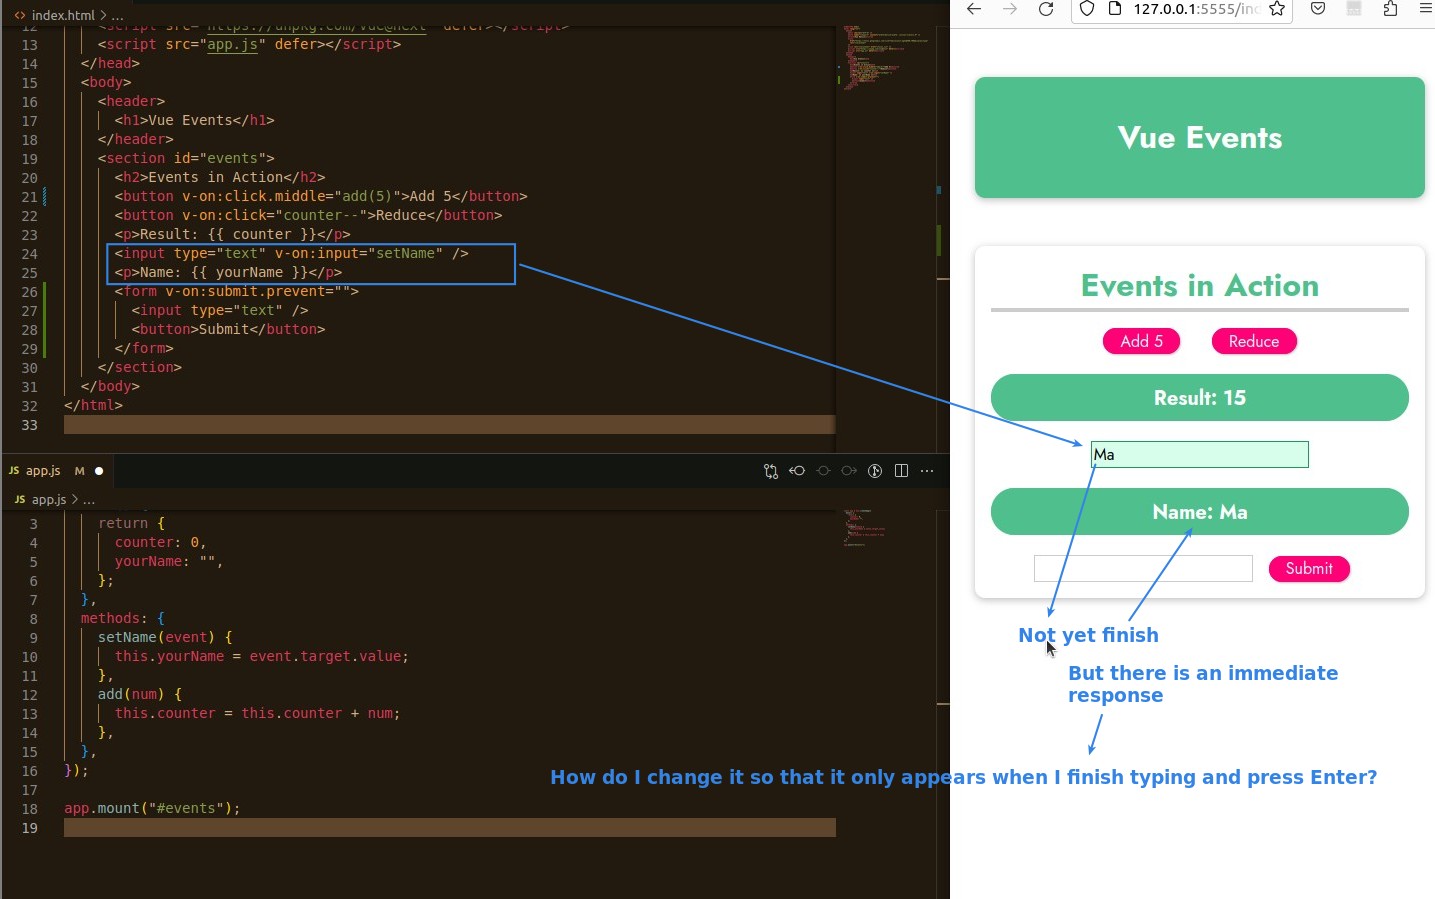 index.html > ...
12 <script src="https://unpkg.com/vue@next" defer></script>
13 <script src="app.js" defer></script>
14 </head>
15 <body>
16 <header>
17 <h1>Vue Events</h1>
18 </header>
19 <section id="events">
20 <h2>Events in Action</h2>
21 <button v-on:click.middle="add(5)">Add 5</button>
22 <button v-on:click="counter--">Reduce</button>
23 <p>Result: {{ counter }}</p>
24 <input type="text" v-on:input="setName" />
25 <p>Name: {{ yourName }}</p>
26 <form v-on:submit.prevent="">
27 <input type="text" />
28 <button>Submit</button>
29 </form>
30 </section>
31 </body>
32 </html>
33
JS app.js M
JS app.js > ...
3 return {
4 counter: 0,
5 yourName: "",
6 };
7 },
8 methods: {
9 setName(event) {
10 this.yourName = event.target.value;
11 },
12 add(num) {
13 this.counter = this.counter + num;
14 },
15 },
16 });
17
18 app.mount("#events");
19
127.0.0.1:5555/in
Vue Events
Events in Action
Add 5 Reduce
Result: 15
Ma
Name: Ma
Submit
Not yet finish
But there is an immediate
response
How do I change it so that it only appears when I finish typing and press Enter?